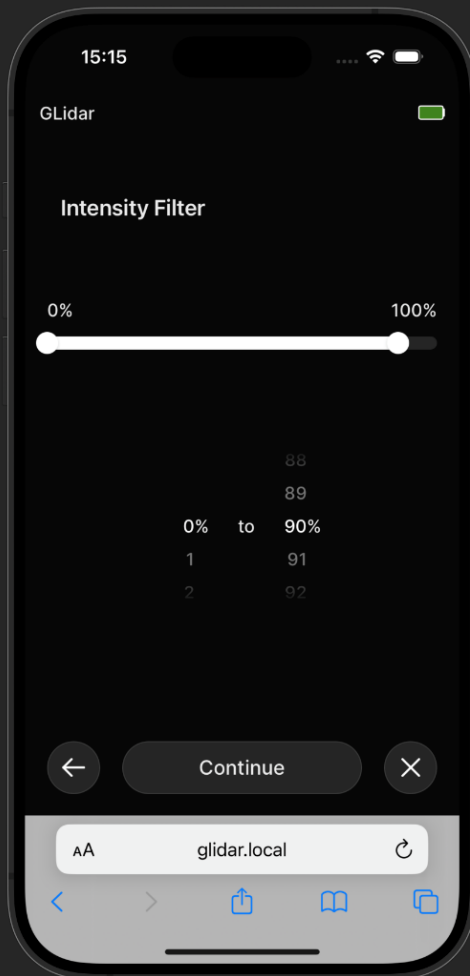 15:15
GLidar
Intensity Filter
0% 100%
88
89
0% to 90%
1 91
2 92
Continue
AA glidar.local